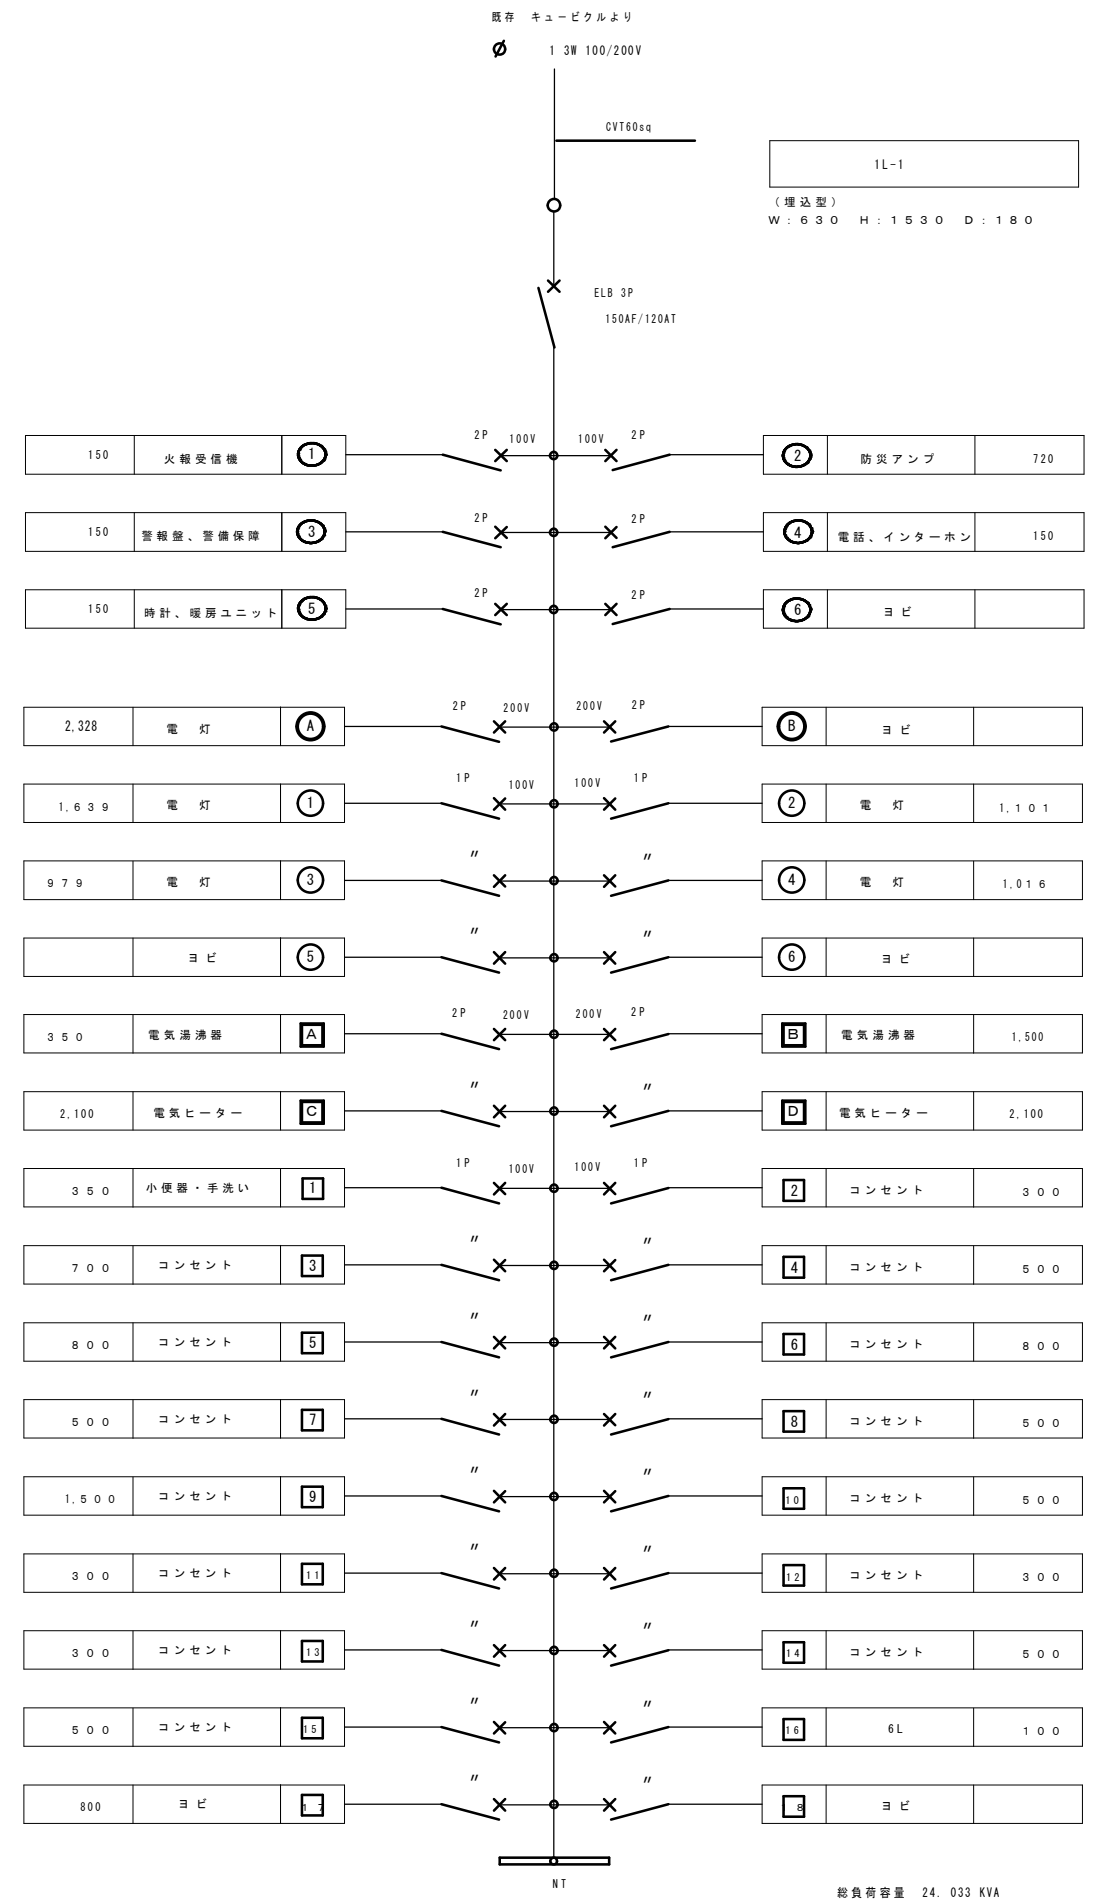 既存 キュービクルより
Ø 1 3W 100/200V
CVT60sq
1L-1
（埋込型）
W：630 H：1530 D：180
ELB 3P
150AF/120AT
150 火報受信機 1 2P 100V 100V 2P 2 防災アンプ 720
150 警報盤、警備保障 3 2P 2P 4 電話、インターホン 150
150 時計、暖房ユニット 5 2P 2P 6 ヨビ
2,328 電 灯 A 2P 200V 200V 2P B ヨビ
1,639 電 灯 1 1P 100V 100V 1P 2 電 灯 1,101
979 電 灯 3 〃 〃 4 電 灯 1,016
ヨビ 5 〃 〃 6 ヨビ
350 電気湯沸器 A 2P 200V 200V 2P B 電気湯沸器 1,500
2,100 電気ヒーター C 〃 〃 D 電気ヒーター 2,100
350 小便器・手洗い 1 1P 100V 100V 1P 2 コンセント 300
700 コンセント 3 〃 〃 4 コンセント 500
800 コンセント 5 〃 〃 6 コンセント 800
500 コンセント 7 〃 〃 8 コンセント 500
1,500 コンセント 9 〃 〃 10 コンセント 500
300 コンセント 11 〃 〃 12 コンセント 300
300 コンセント 13 〃 〃 14 コンセント 500
500 コンセント 15 〃 〃 16 6L 100
800 ヨビ 17 〃 〃 8 ヨビ
NT
総負荷容量 24.033 KVA